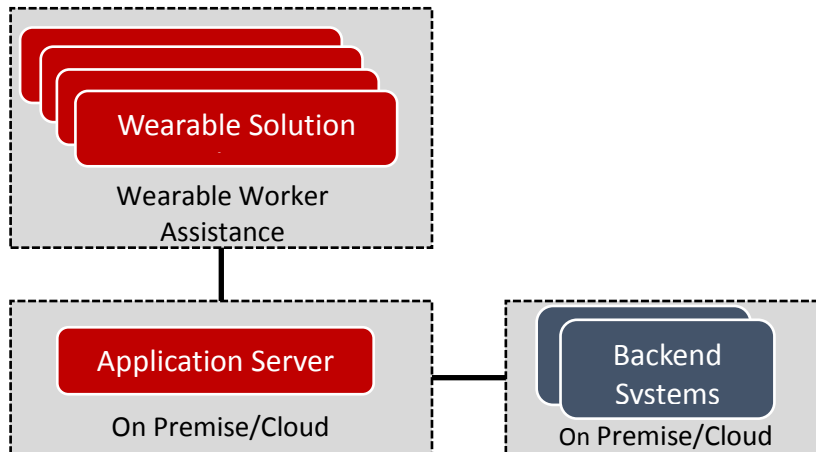 Wearable Solution
Wearable Worker
Assistance
Application Server
On Premise/Cloud
Backend
Systems
On Premise/Cloud